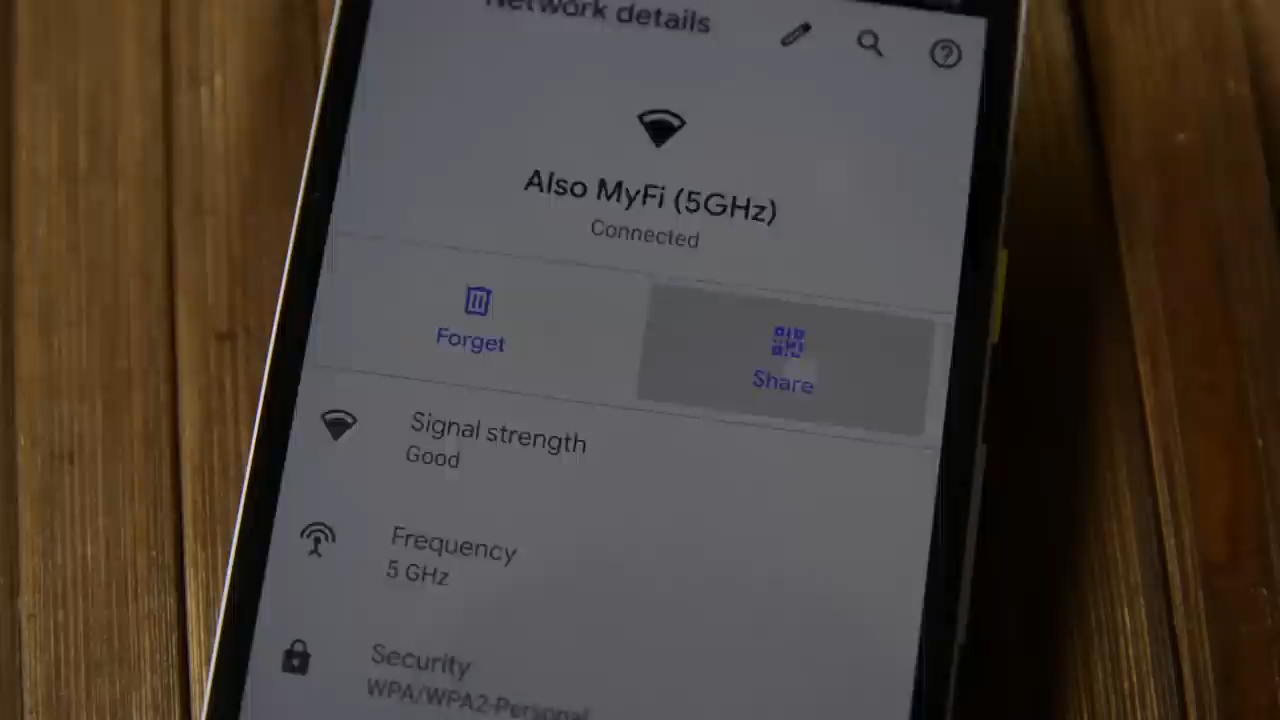 Network details
Also MyFi (5GHz)
Connected
Forget
Share
Signal strength
Good
Frequency
5 GHz
Security
WPA/WPA2-Personal